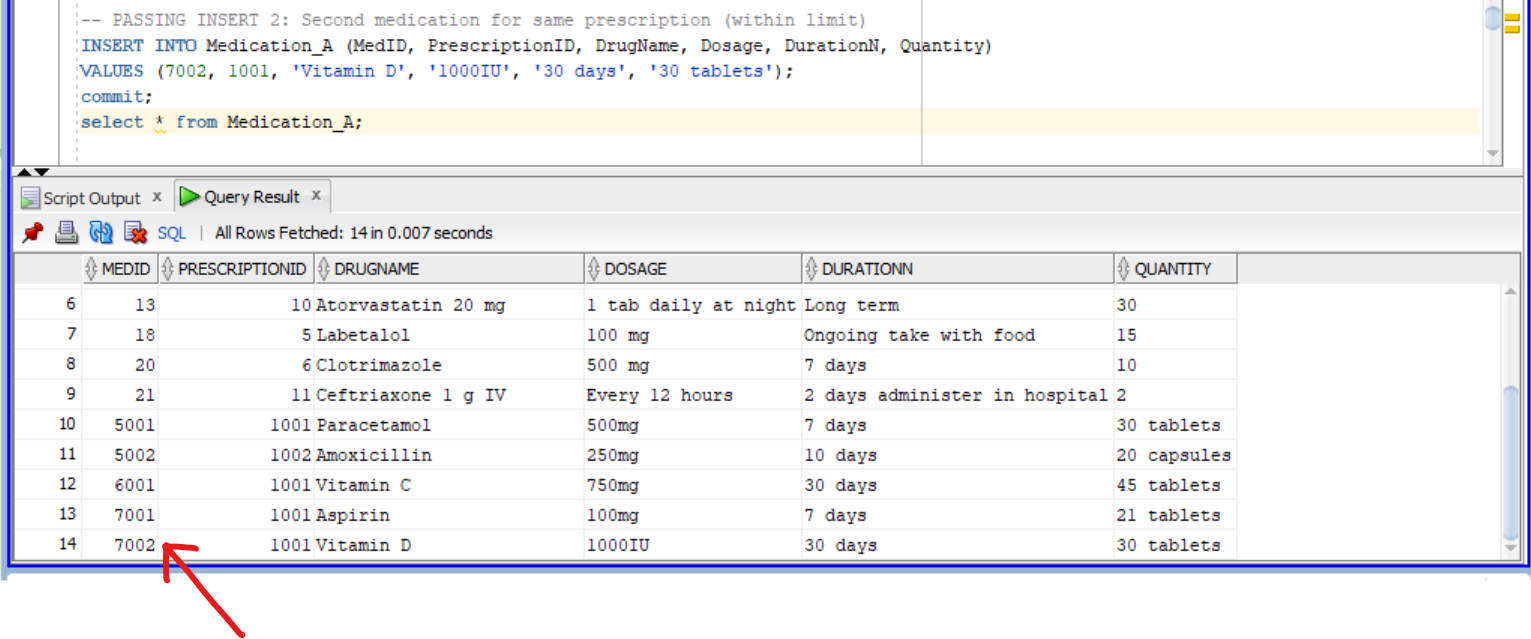 -- PASSING INSERT 2: Second medication for same prescription (within limit)
INSERT INTO Medication_A (MedID, PrescriptionID, DrugName, Dosage, DurationN, Quantity)
VALUES (7002, 1001, 'Vitamin D', '1000IU', '30 days', '30 tablets');
commit;
select * from Medication_A;
Script Output x Query Result x
SQL | All Rows Fetched: 14 in 0.007 seconds
MEDID PRESCRIPTIONID DRUGNAME DOSAGE DURATIONN QUANTITY
6 13 10 Atorvastatin 20 mg 1 tab daily at night Long term 30
7 18 5 Labetalol 100 mg Ongoing take with food 15
8 20 6 Clotrimazole 500 mg 7 days 10
9 21 11 Ceftriaxone 1 g IV Every 12 hours 2 days administer in hospital 2
10 5001 1001 Paracetamol 500mg 7 days 30 tablets
11 5002 1002 Amoxicillin 250mg 10 days 20 capsules
12 6001 1001 Vitamin C 750mg 30 days 45 tablets
13 7001 1001 Aspirin 100mg 7 days 21 tablets
14 7002 1001 Vitamin D 1000IU 30 days 30 tablets